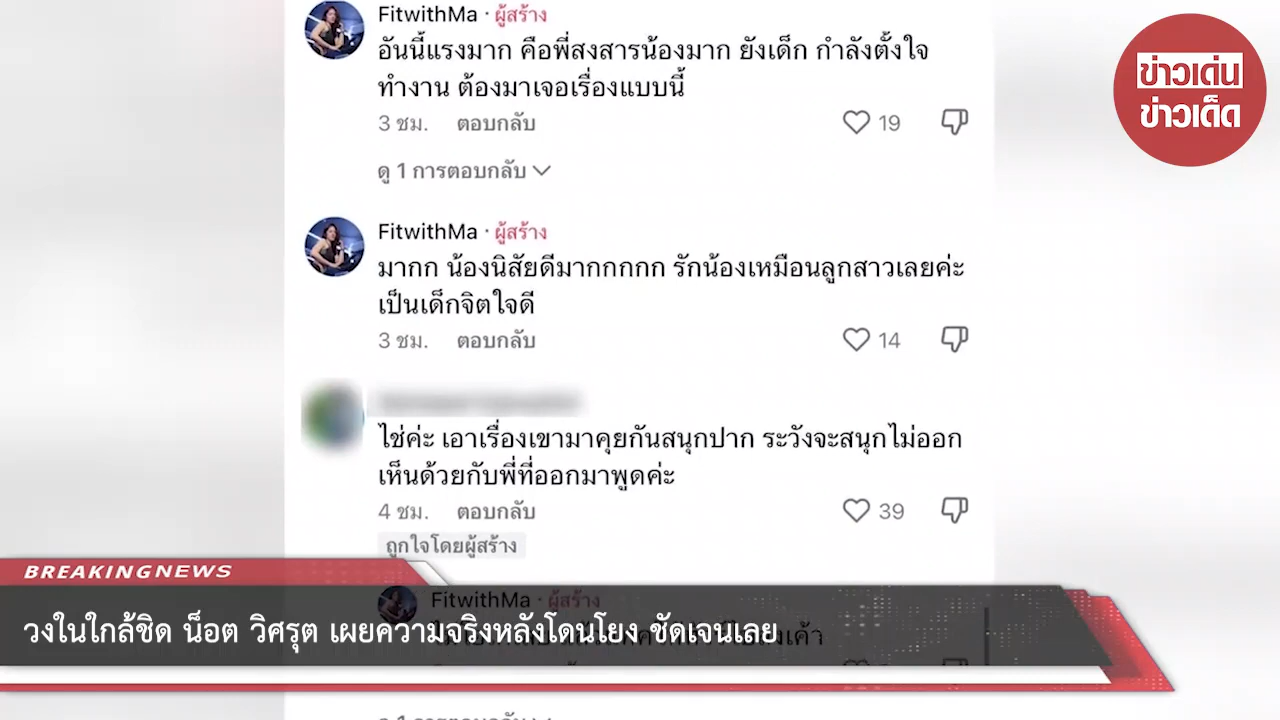 FitwithMa · ผู้สร้าง
อันนี้แรงมาก คือพี่สงสารน้องมาก ยังเด็ก กำลังตั้งใจ
ทำงาน ต้องมาเจอเรื่องแบบนี้
3 ชม. ตอบกลับ 19
ดู 1 การตอบกลับ
ข่าวเด่น
ข่าวเด็ด
FitwithMa · ผู้สร้าง
มากก น้องนิสัยดีมากกกกก รักน้องเหมือนลูกสาวเลยค่ะ
เป็นเด็กจิตใจดี
3 ชม. ตอบกลับ 14
ไช่ค่ะ เอาเรื่องเขามาคุยกันสนุกปาก ระวังจะสนุกไม่ออก
เห็นด้วยกับพี่ที่ออกมาพูดค่ะ
4 ชม. ตอบกลับ 39
ถูกใจโดยผู้สร้าง
BREAKINGNEWS
FitwithMa · ผู้สร้าง
วงในใกล้ชิด น็อต วิศรุต เผยความจริงหลังโดนโยง ชัดเจนเลย